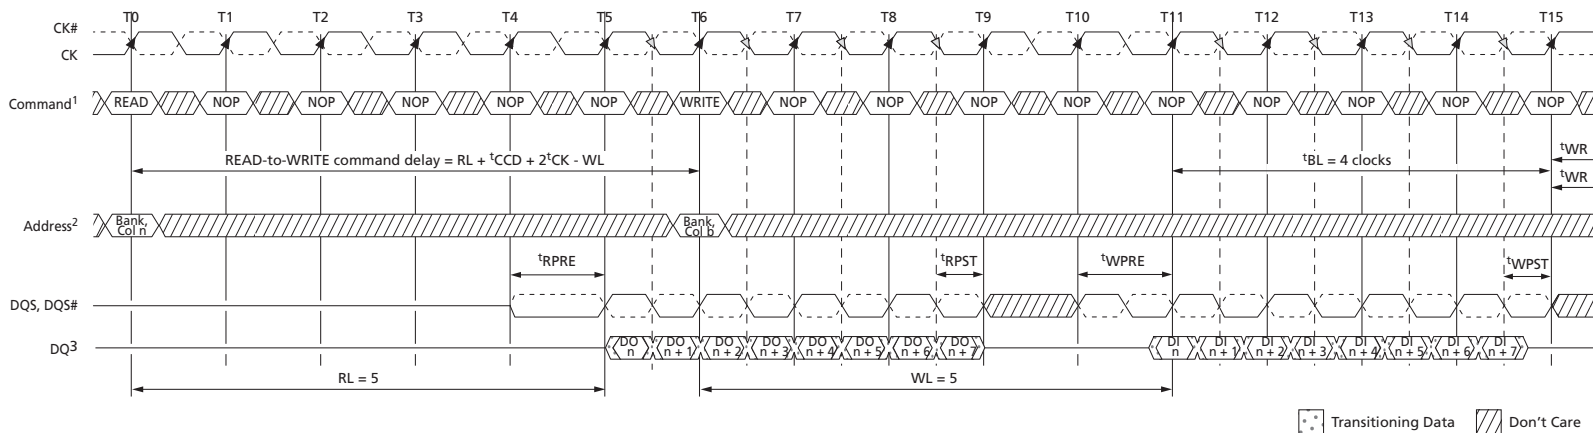 T0 T1 T2 T3 T4 T5 T6 T7 T8 T9 T10 T11 T12 T13 T14 T15
CK#
CK
Command1 READ NOP NOP NOP NOP NOP WRITE NOP NOP NOP NOP NOP NOP NOP NOP NOP
READ-to-WRITE command delay = RL + tCCD + 2tCK - WL
tBL = 4 clocks
tWR
tWR
Address2 Bank, Bank,
Col n Col b
tRPRE tRPST tWPRE tWPST
DQS, DQS#
DQ3 DO DO DO DO DO DO DO DO DI DI DI DI DI DI DI DI
n n + 1 n + 2 n + 3 n + 4 n + 5 n + 6 n + 7 n n + 1 n + 2 n + 3 n + 4 n + 5 n + 6 n + 7
RL = 5 WL = 5
Transitioning Data Don't Care